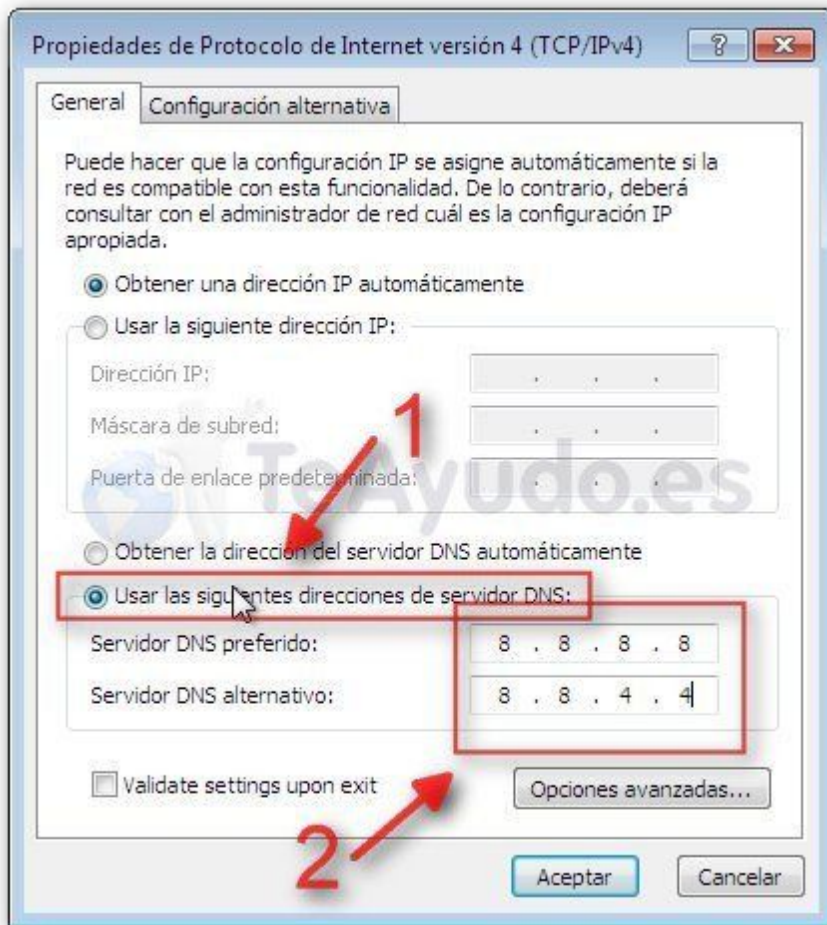 Propiedades de Protocolo de Internet versión 4 (TCP/IPv4)
General
Configuración alternativa
Puede hacer que la configuración IP se asigne automáticamente si la
red es compatible con esta funcionalidad. De lo contrario, deberá
consultar con el administrador de red cuál es la configuración IP
apropiada.
Obtener una dirección IP automáticamente
Usar la siguiente dirección IP:
Dirección IP: . . .
1
Máscara de subred: . . .
TeAyudo.es
Puerta de enlace predeterminada: . . .
Obtener la dirección del servidor DNS automáticamente
Usar las siguientes direcciones de servidor DNS:
Servidor DNS preferido: 8 . 8 . 8 . 8
Servidor DNS alternativo: 8 . 8 . 4 . 4
Validate settings upon exit
Opciones avanzadas...
2
Aceptar
Cancelar